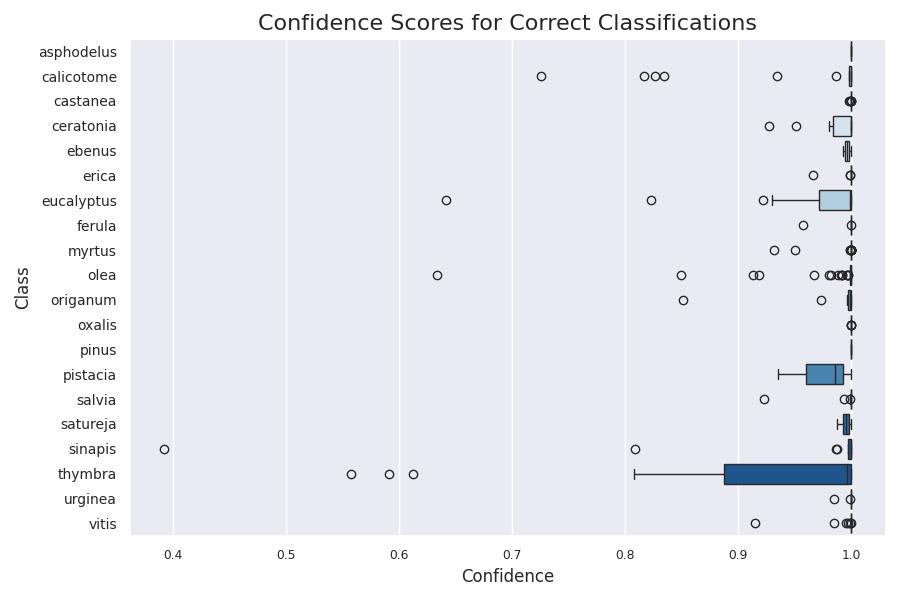 Confidence Scores for Correct Classifications
asphodelus
calicotome
castanea
ceratonia
ebenus
erica
eucalyptus
ferula
myrtus
olea
origanum
oxalis
pinus
pistacia
salvia
satureja
sinapis
thymbra
urginea
vitis
Class
0.4 0.5 0.6 0.7 0.8 0.9 1.0
Confidence